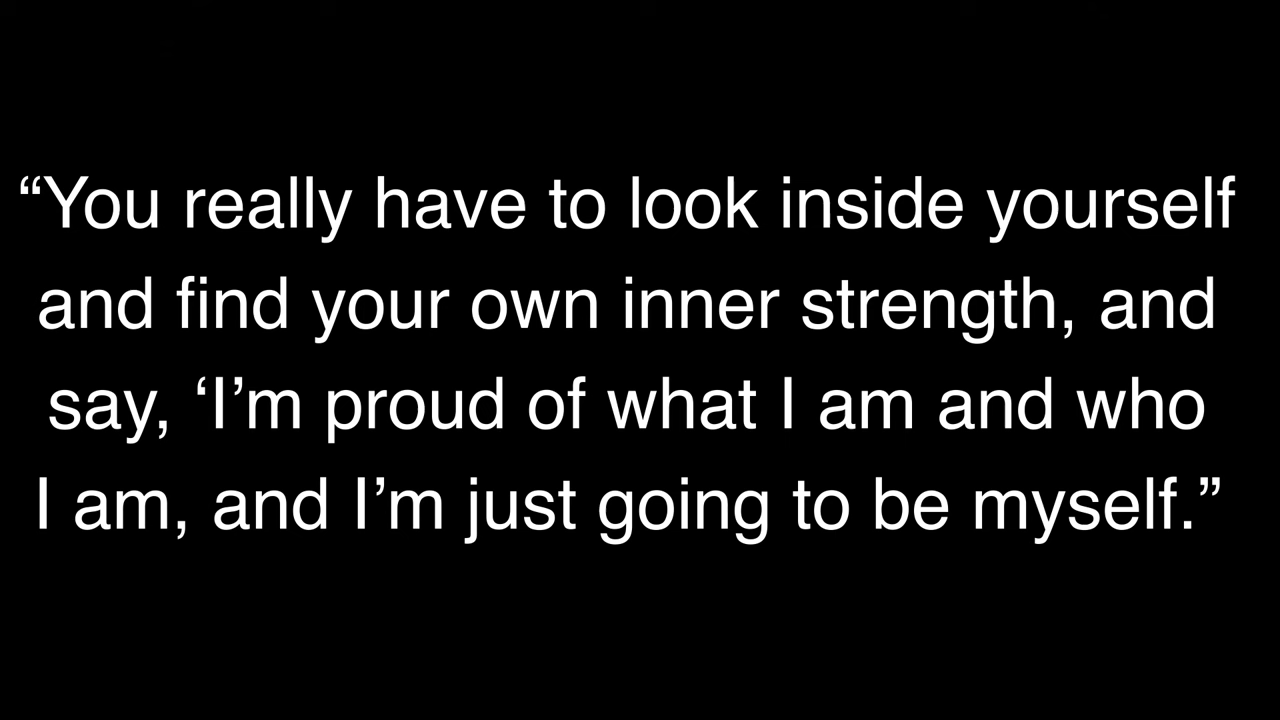 “You really have to look inside yourself
and find your own inner strength, and
say, ‘I’m proud of what I am and who
I am, and I’m just going to be myself.”